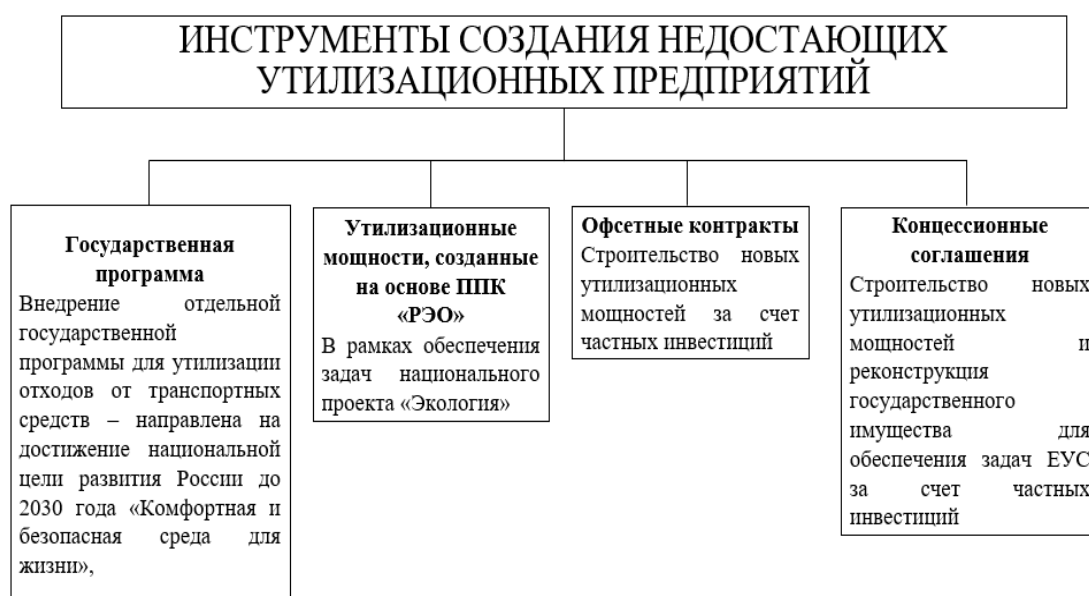 ИНСТРУМЕНТЫ СОЗДАНИЯ НЕДОСТАЮЩИХ
УТИЛИЗАЦИОННЫХ ПРЕДПРИЯТИЙ
Государственная
программа
Внедрение отдельной
государственной
программы для утилизации
отходов от транспортных
средств – направлена на
достижение национальной
цели развития России до
2030 года «Комфортная и
безопасная среда для
жизни»,
Утилизационные
мощности, созданные
на основе ППК
«РЭО»
В рамках обеспечения
задач национального
проекта «Экология»
Офсетные контракты
Строительство новых
утилизационных
мощностей за счет
частных инвестиций
Концессионные
соглашения
Строительство новых
утилизационных
мощностей и
реконструкция
государственного
имущества для
обеспечения задач ЕУС
за счет частных
инвестиций